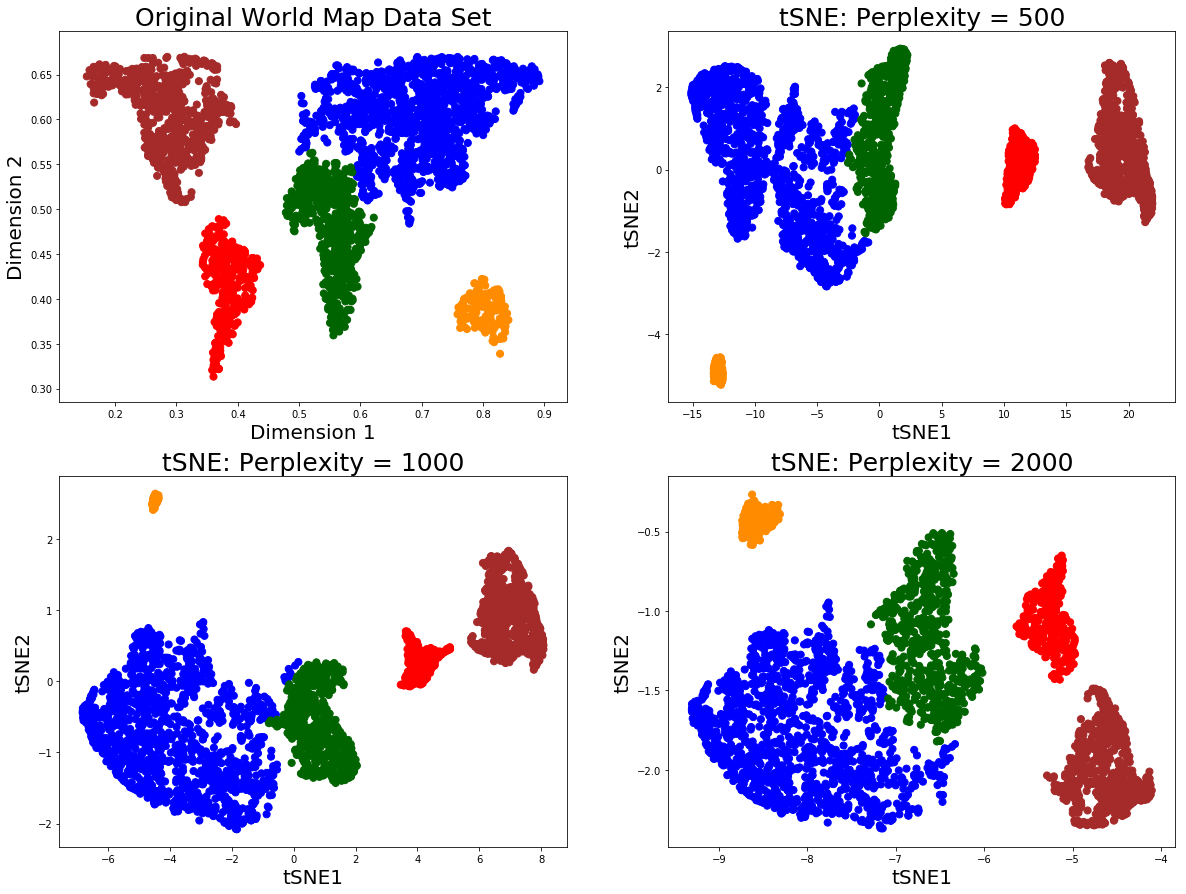 Original World Map Data Set
Dimension 2
0.65
0.60
0.55
0.50
0.45
0.40
0.35
0.30
0.2 0.3 0.4 0.5 0.6 0.7 0.8 0.9
Dimension 1
tSNE: Perplexity = 500
tSNE2
2
0
−2
−4
−15 −10 −5 0 5 10 15 20
tSNE1
tSNE: Perplexity = 1000
tSNE2
2
1
0
−1
−2
−6 −4 −2 0 2 4 6 8
tSNE1
tSNE: Perplexity = 2000
tSNE2
−0.5
−1.0
−1.5
−2.0
−9 −8 −7 −6 −5 −4
tSNE1